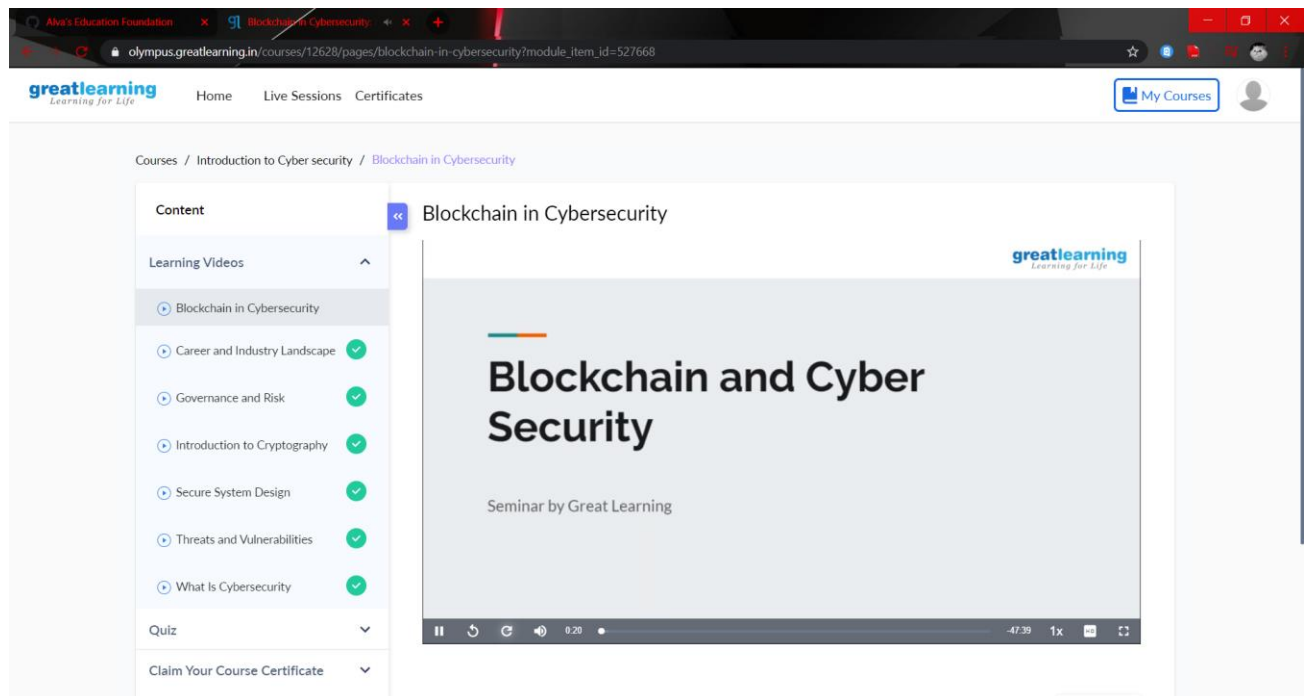 Alva's Education Foundation
Blockchain in Cybersecurity:
olympus.greatlearning.in/courses/12628/pages/blockchain-in-cybersecurity?module_item_id=527668
greatlearning
Learning for Life
Home Live Sessions Certificates
My Courses
Courses / Introduction to Cyber security / Blockchain in Cybersecurity
Content
Learning Videos
Blockchain in Cybersecurity
Career and Industry Landscape
Governance and Risk
Introduction to Cryptography
Secure System Design
Threats and Vulnerabilities
What Is Cybersecurity
Quiz
Claim Your Course Certificate
Blockchain in Cybersecurity
greatlearning
Learning for Life
Blockchain and Cyber
Security
Seminar by Great Learning
0:20 -47:39 1x HD